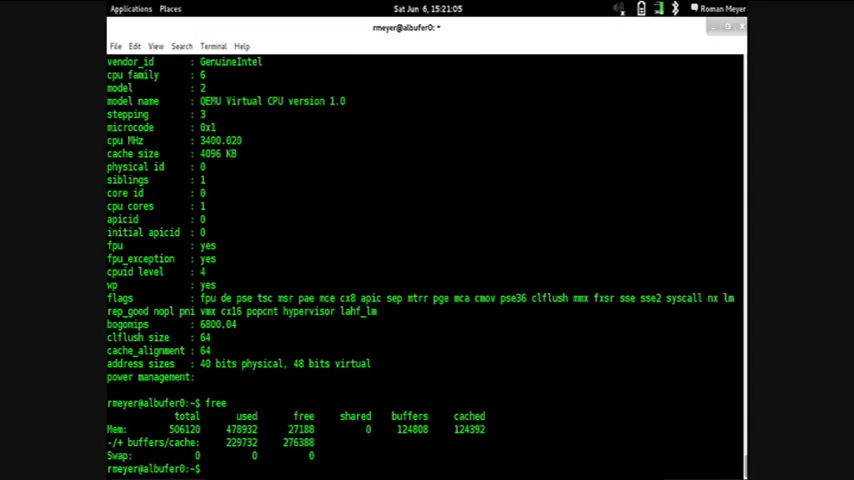 Applications Places Sat Jun 6, 15:21:05 Roman Meyer
rmeyer@albufer0: ~
File Edit View Search Terminal Help
vendor_id : GenuineIntel
cpu family : 6
model : 2
model name : QEMU Virtual CPU version 1.0
stepping : 3
microcode : 0x1
cpu MHz : 3400.020
cache size : 4096 KB
physical id : 0
siblings : 1
core id : 0
cpu cores : 1
apicid : 0
initial apicid : 0
fpu : yes
fpu_exception : yes
cpuid level : 4
wp : yes
flags : fpu de pse tsc msr pae mce cx8 apic sep mtrr pge mca cmov pse36 clflush mmx fxsr sse sse2 syscall nx lm
rep_good nopl pni vmx cx16 popcnt hypervisor lahf_lm
bogomips : 6800.04
clflush size : 64
cache_alignment : 64
address sizes : 40 bits physical, 48 bits virtual
power management:
rmeyer@albufer0:~$ free
total used free shared buffers cached
Mem: 506120 478932 27188 0 124808 124392
-/+ buffers/cache: 229732 276388
Swap: 0 0 0
rmeyer@albufer0:~$